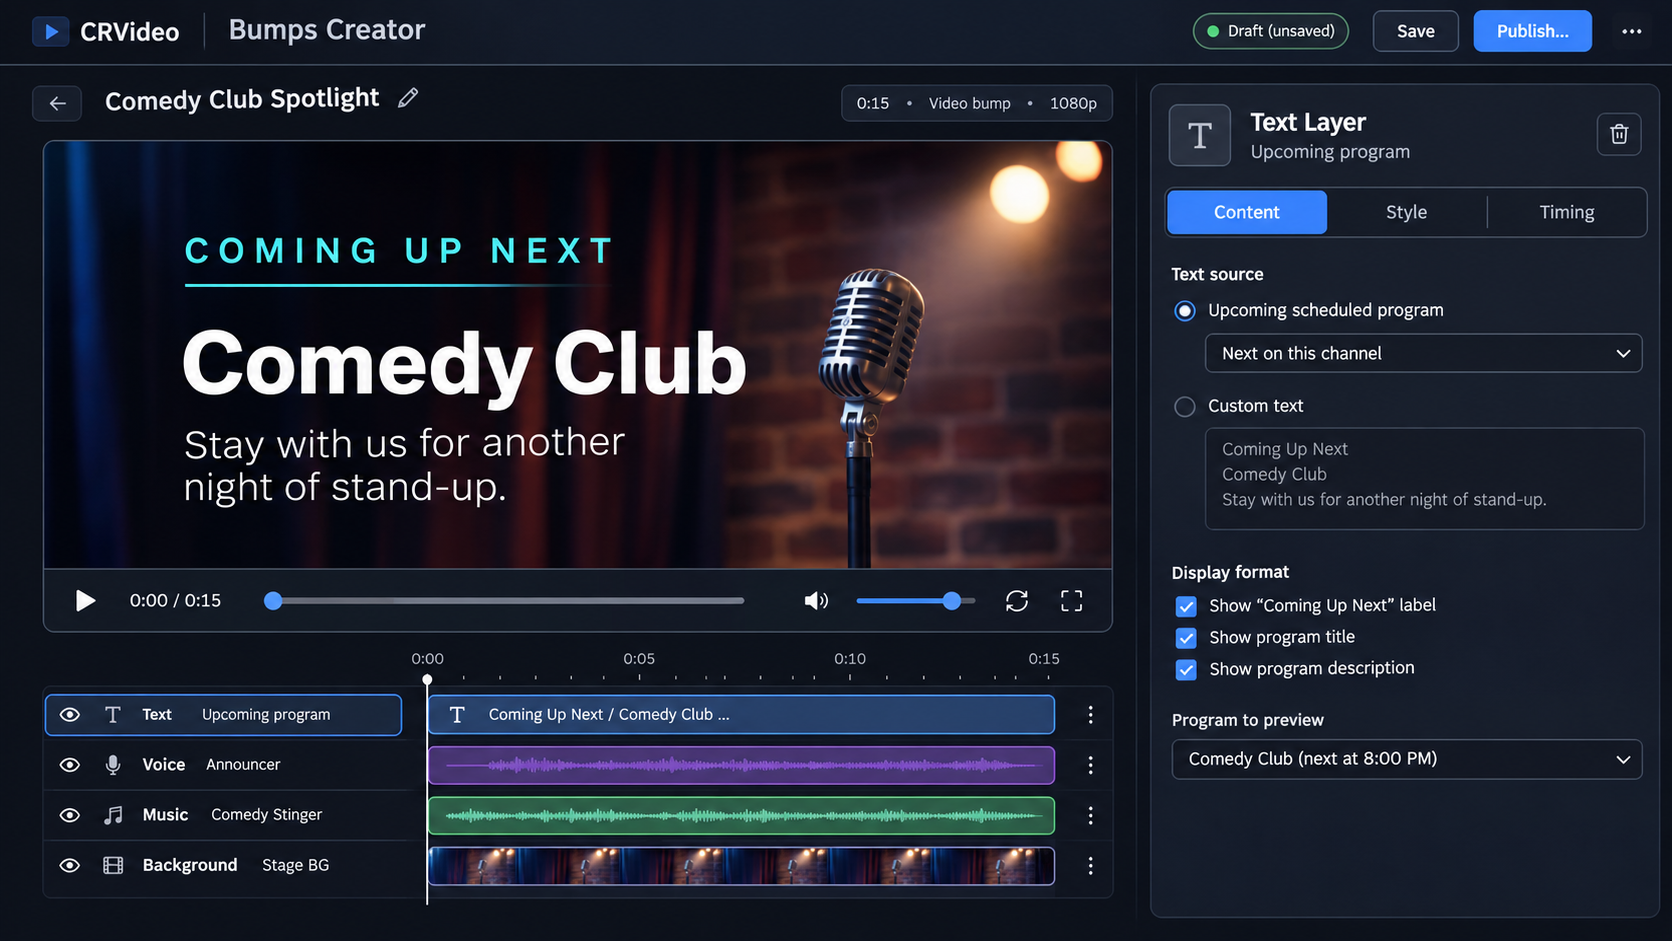 CRVideo
Bumps Creator
Draft (unsaved)
Save
Publish...
Comedy Club Spotlight
0:15 • Video bump • 1080p
COMING UP NEXT
Comedy Club
Stay with us for another
night of stand-up.
0:00 / 0:15
0:00
0:05
0:10
0:15
T Text Upcoming program
T Coming Up Next / Comedy Club ...
Voice Announcer
Music Comedy Stinger
Background Stage BG
T
Text Layer
Upcoming program
Content
Style
Timing
Text source
Upcoming scheduled program
Next on this channel
Custom text
Coming Up Next
Comedy Club
Stay with us for another night of stand-up.
Display format
Show “Coming Up Next” label
Show program title
Show program description
Program to preview
Comedy Club (next at 8:00 PM)